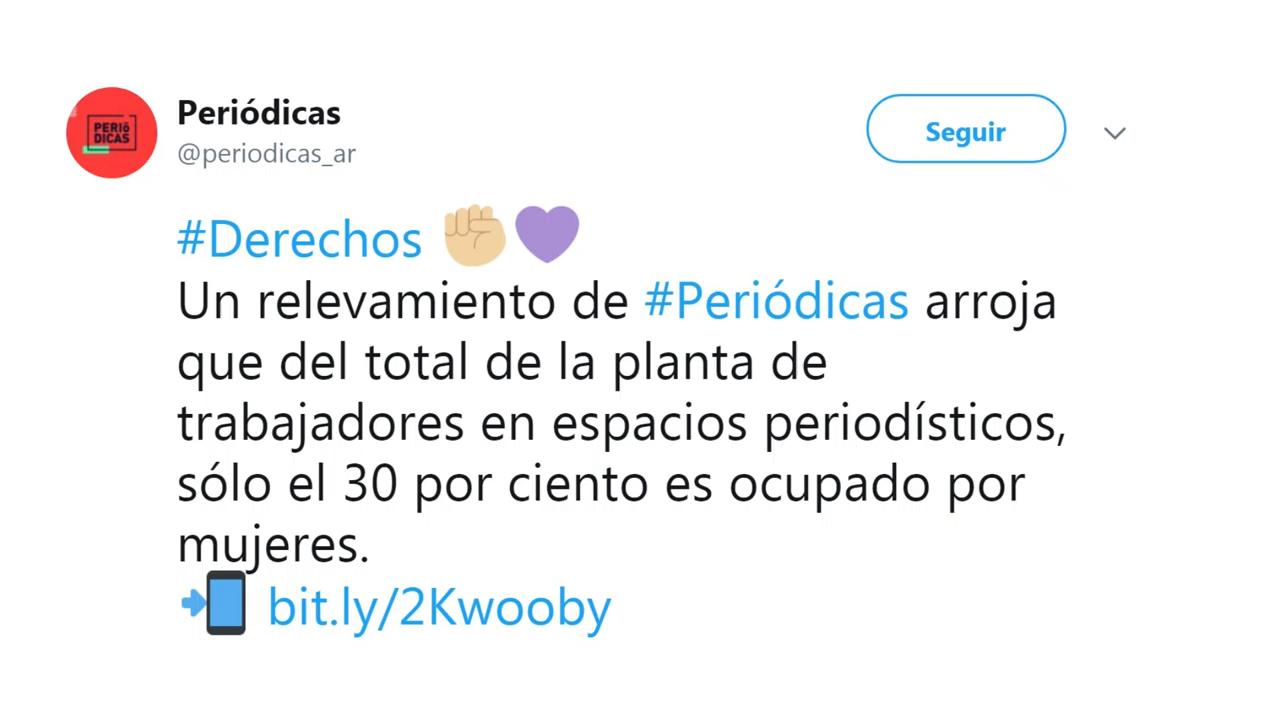 PERIÓ
DICAS
Periódicas
@periodicas_ar
Seguir
#Derechos ✊🏼💜
Un relevamiento de #Periódicas arroja
que del total de la planta de
trabajadores en espacios periodísticos,
sólo el 30 por ciento es ocupado por
mujeres.
📲 bit.ly/2Kwooby